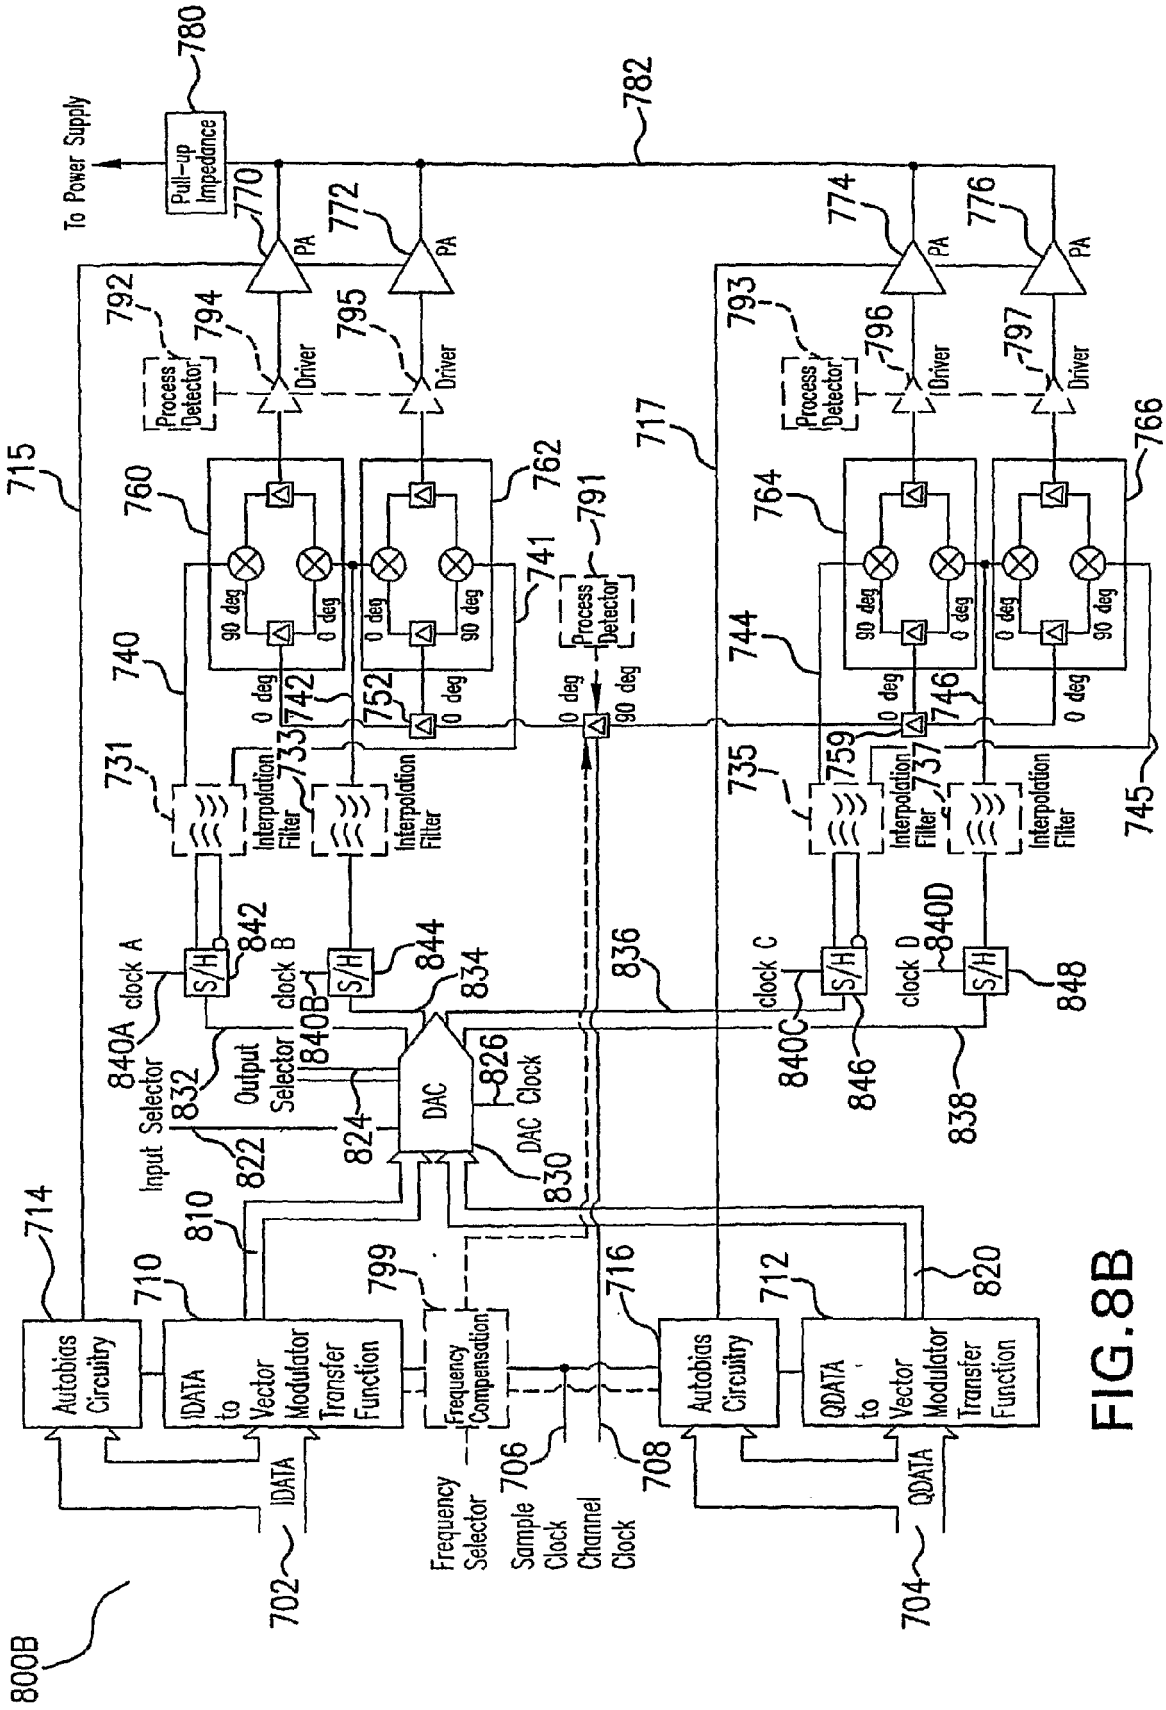 800B
702
IDATA
714
Autobias
Circuitry
715
710
IDATA
to
Vector
Modulator
Transfer
Function
810
Input Selector
822
Output
Selector
824
832
840A
clock A
S/H
842
840B
clock B
S/H
844
834
DAC
830
DAC Clock
826
836
838
731
Interpolation
Filter
733
Interpolation
Filter
740
742
741
0 deg
752
0 deg
760
90 deg
0 deg
762
0 deg
90 deg
792
Process
Detector
794
Driver
795
Driver
770
PA
772
PA
To Power Supply
Pull-up
Impedance
780
782
799
Frequency
Compensation
Frequency
Selector
Sample
Clock
706
Channel
Clock
708
0 deg
90 deg
791
Process
Detector
716
Autobias
Circuitry
717
712
QDATA
to
Vector
Modulator
Transfer
Function
820
704
QDATA
840C
clock C
S/H
846
clock D
840D
S/H
848
735
Interpolation
Filter
737
Interpolation
Filter
744
746
745
0 deg
759
0 deg
764
90 deg
0 deg
766
0 deg
90 deg
793
Process
Detector
796
Driver
797
Driver
774
PA
776
PA
FIG.8B